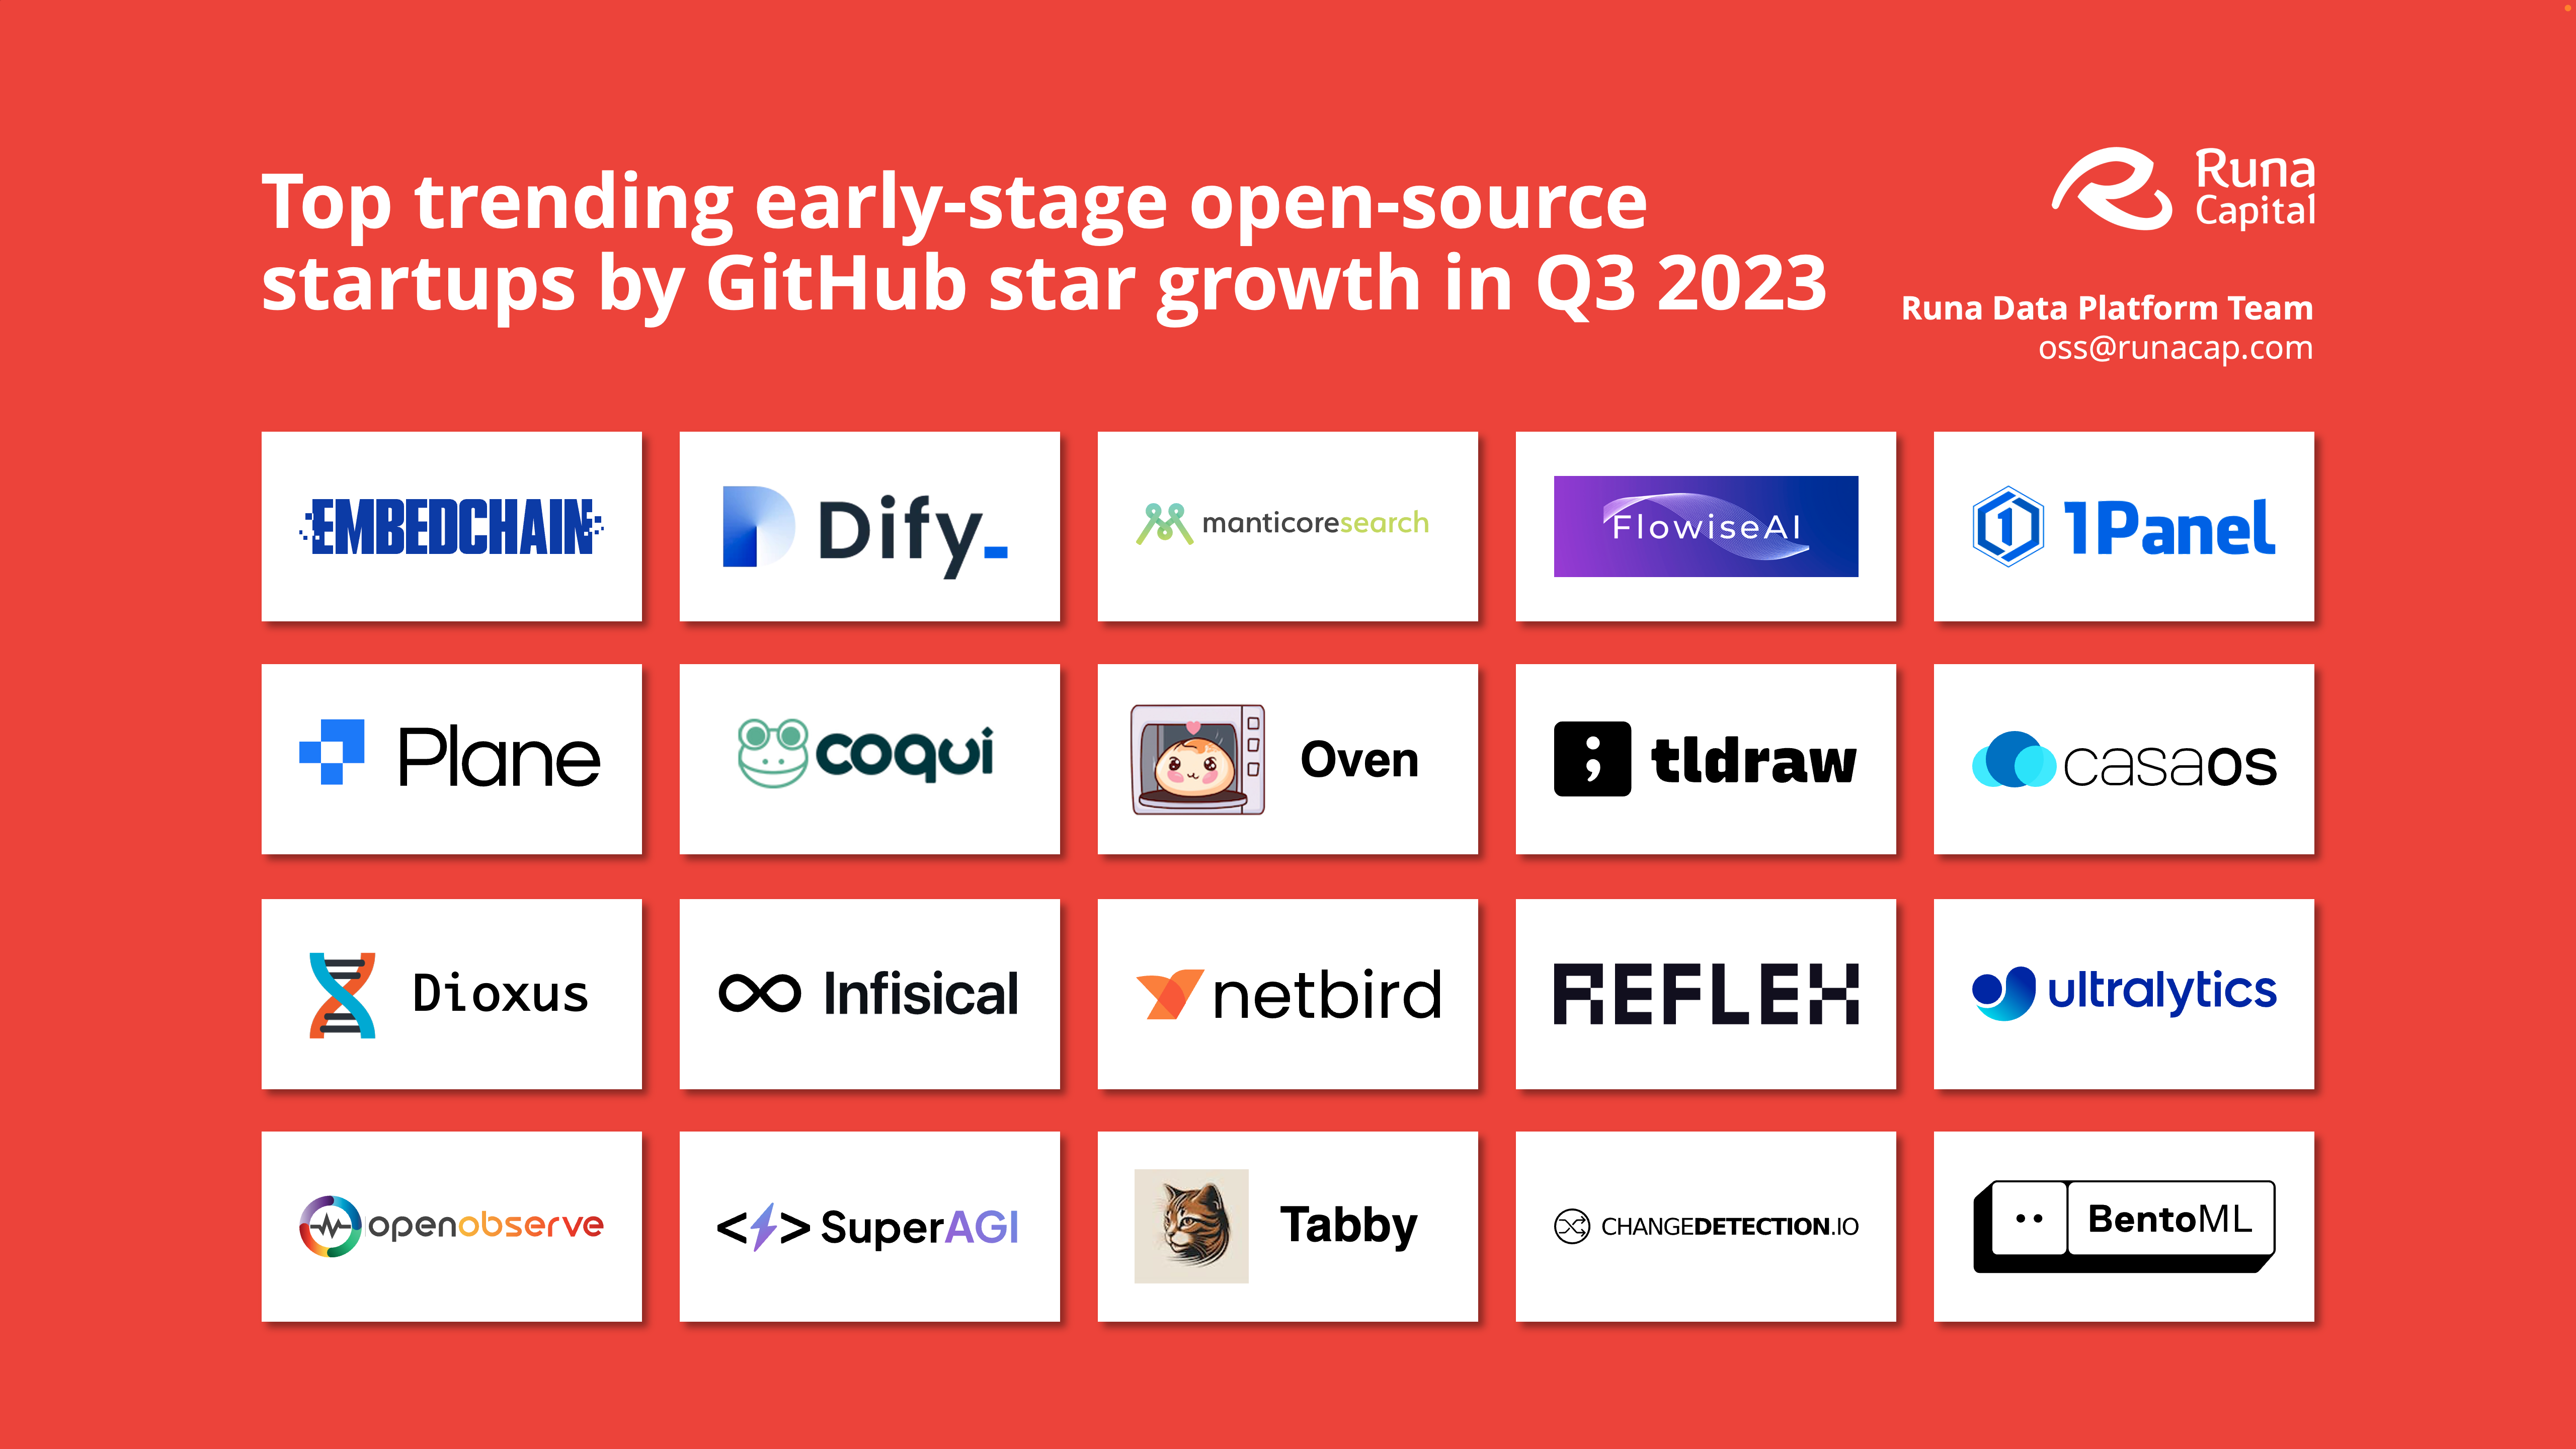 Top trending early-stage open-source
startups by GitHub star growth in Q3 2023
Runa
Capital
Runa Data Platform Team
oss@runacap.com
EMBEDCHAIN
Dify_
manticoresearch
FlowiseAI
1
1Panel
Plane
coqui
Oven
;
tldraw
casaos
Dioxus
Infisical
netbird
REFLEX
ultralytics
openobserve
<> SuperAGI
Tabby
CHANGEDETECTION.IO
BentoML